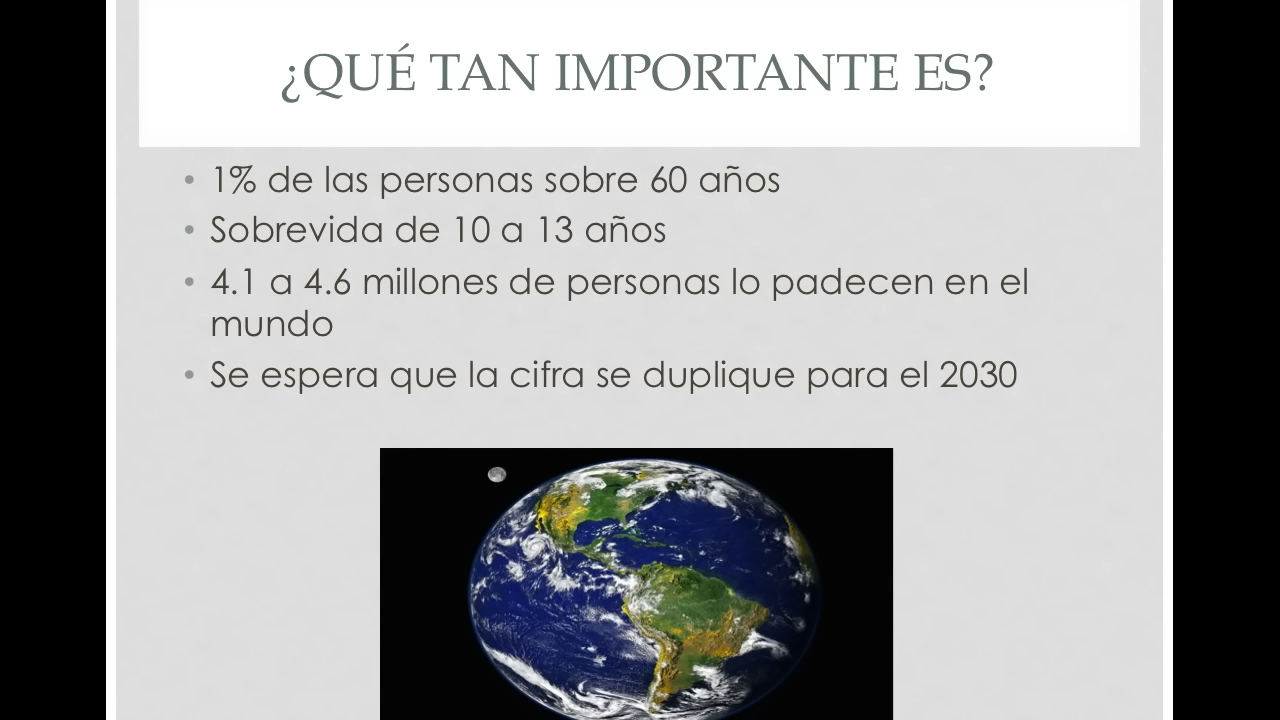 ¿QUÉ TAN IMPORTANTE ES?
• 1% de las personas sobre 60 años
• Sobrevida de 10 a 13 años
• 4.1 a 4.6 millones de personas lo padecen en el
mundo
• Se espera que la cifra se duplique para el 2030